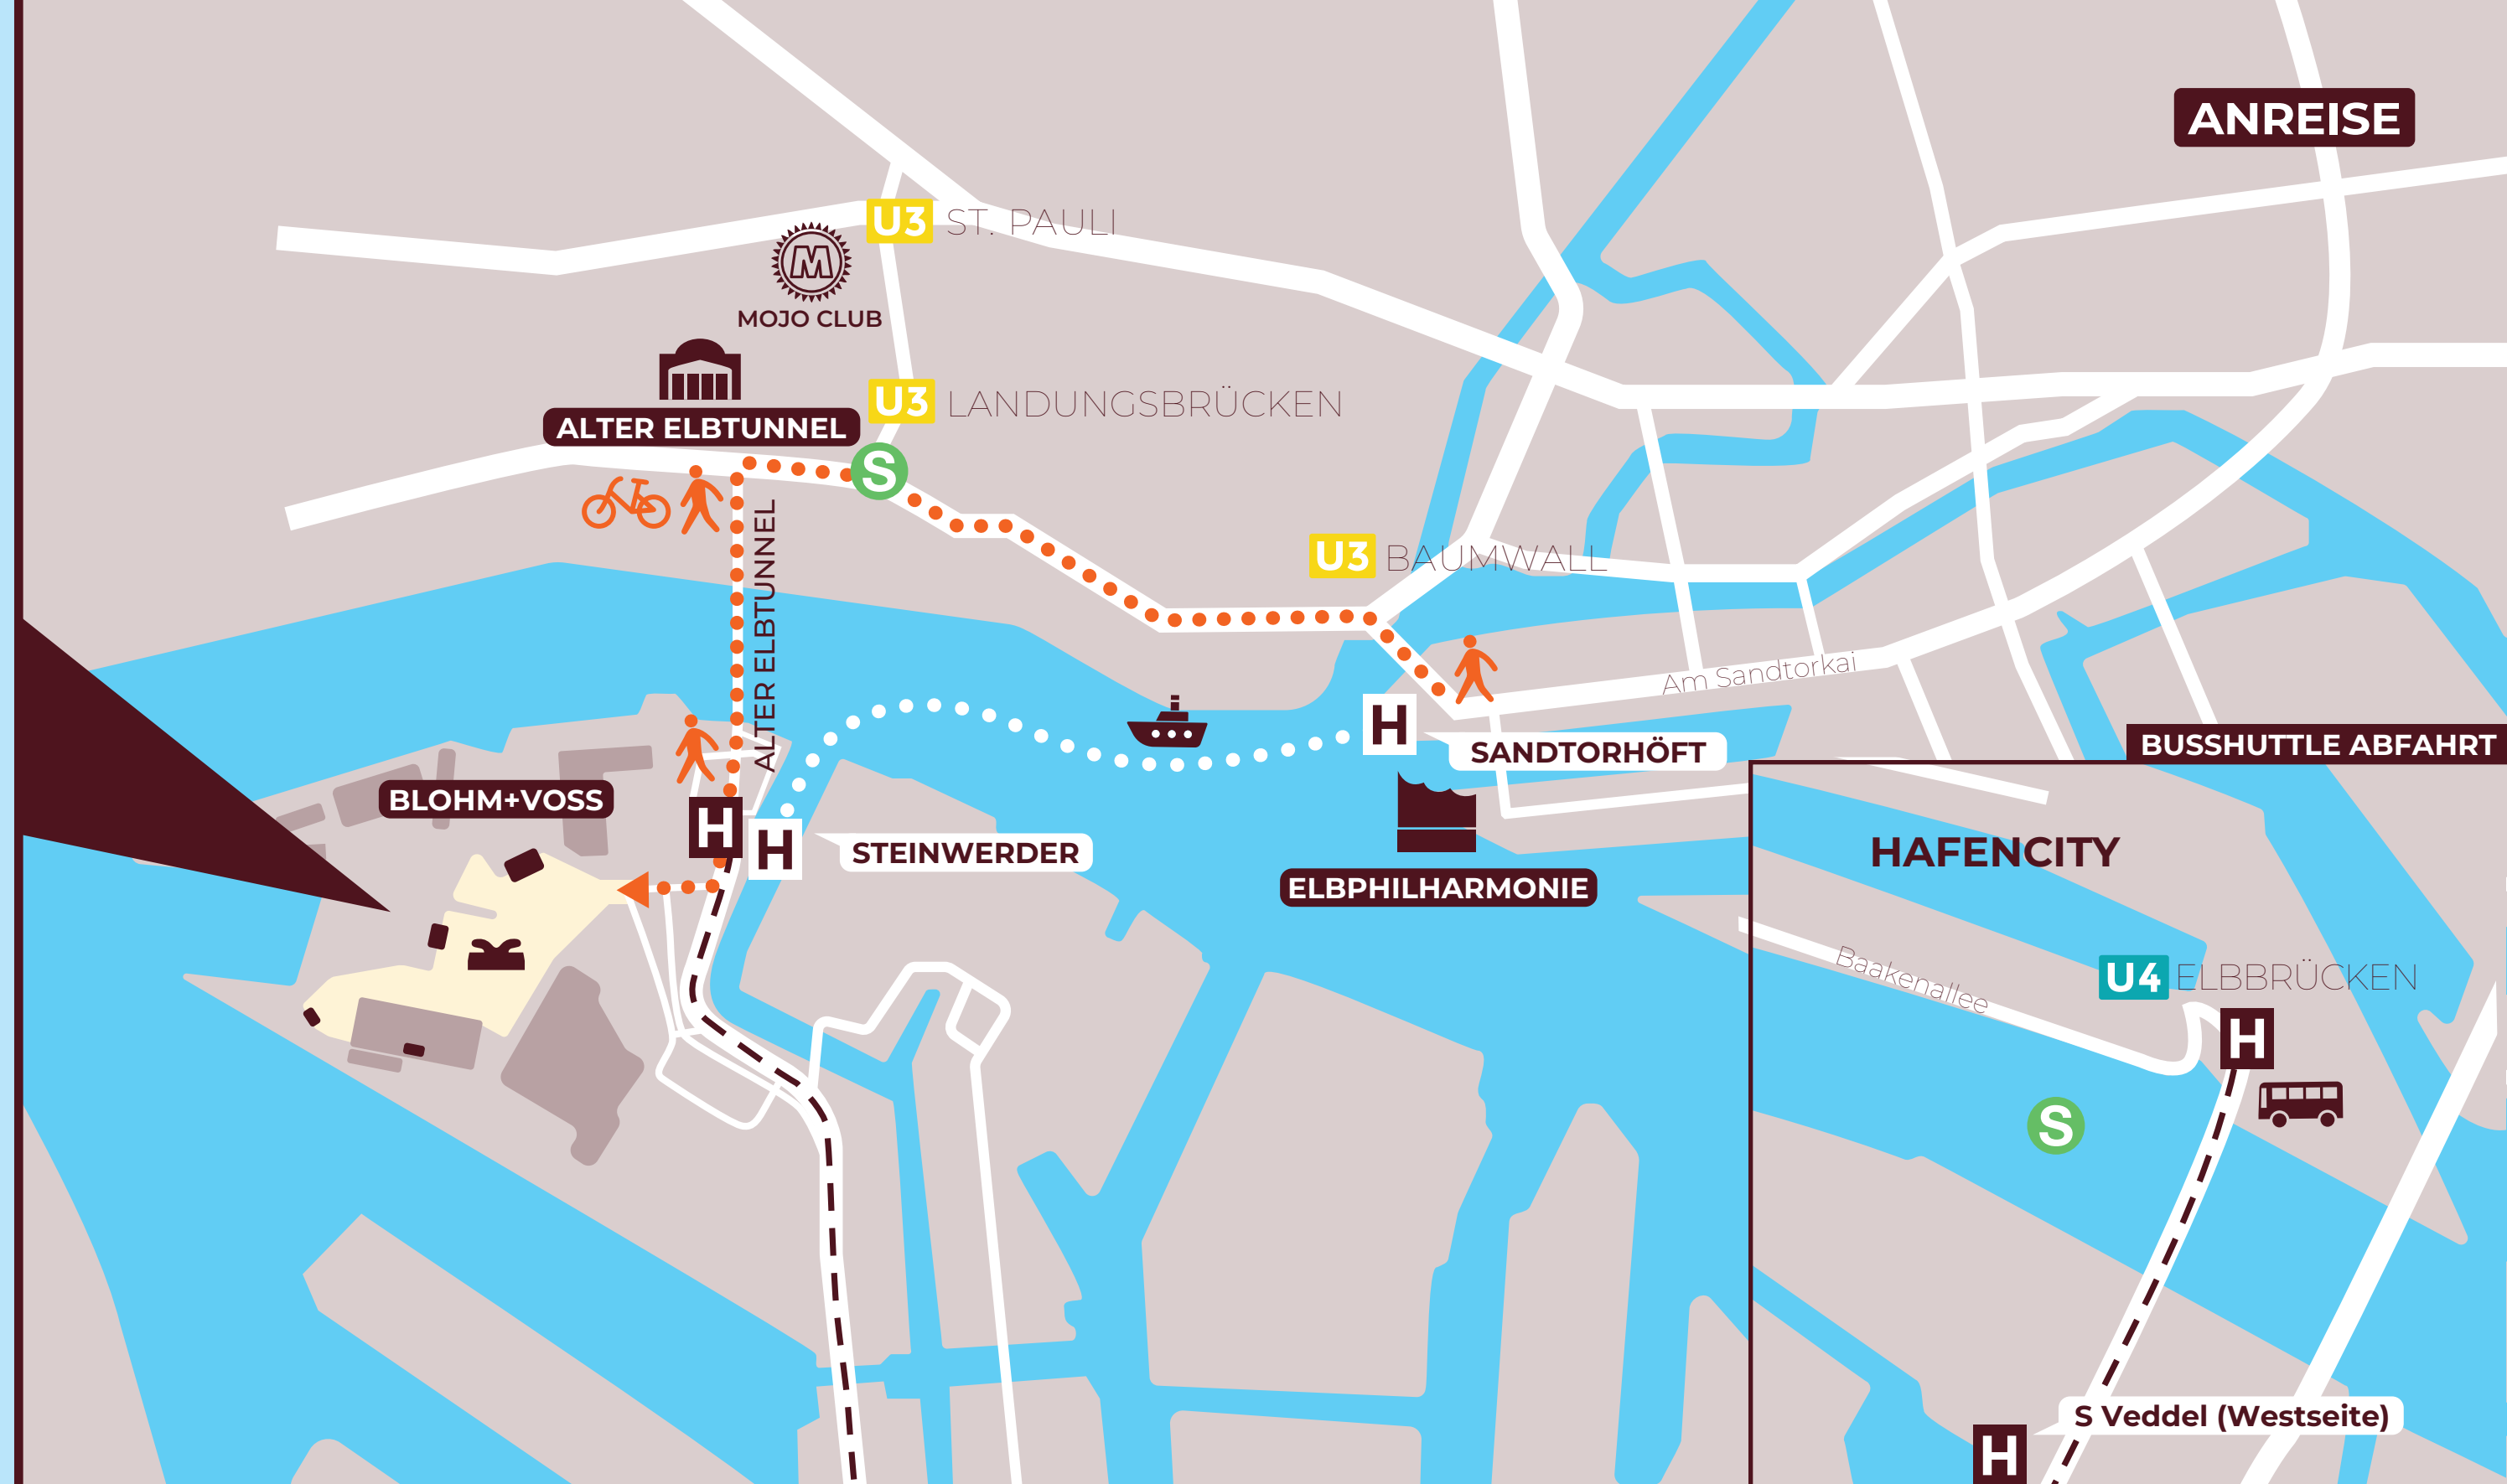 ANREISE
U3 ST. PAULI
M
MOJO CLUB
U3 LANDUNGSBRÜCKEN
ALTER ELBTUNNEL
S
ALTER ELBTUNNEL
U3 BAUMWALL
Am Sandtorkai
H
SANDTORHÖFT
BUSSHUTTLE ABFAHRT
BLOHM+VOSS
H
H
STEINWERDER
ELBPHILHARMONIE
HAFENCITY
Baakenallee
U4 ELBBRÜCKEN
H
S
S Veddel (Westseite)
H